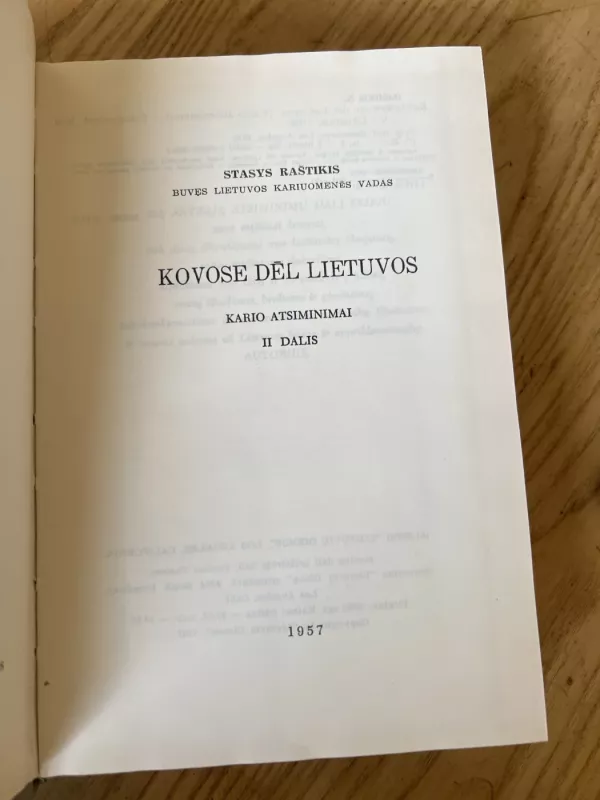 STASYS RAŠTIKIS
BUVĘS LIETUVOS KARIUOMENĖS VADAS
KOVOSE DĖL LIETUVOS
KARIO ATSIMINIMAI
II DALIS
1957